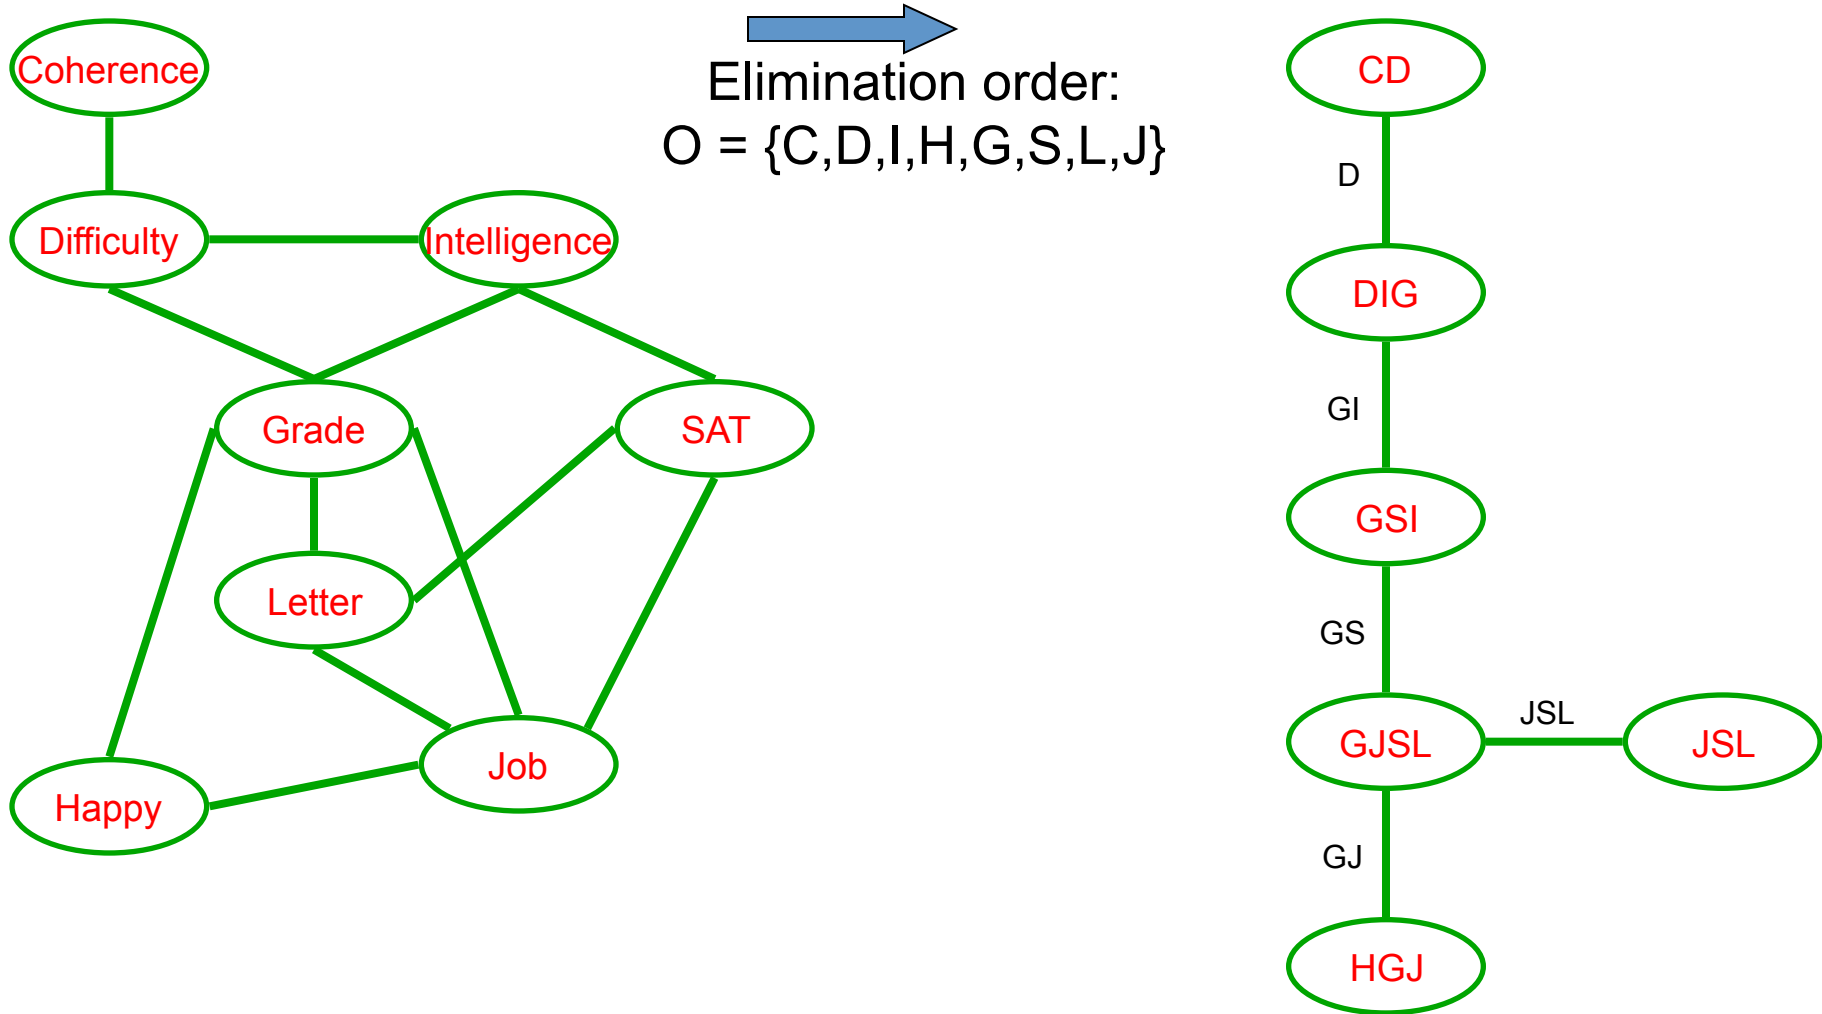 Coherence
Difficulty
Intelligence
Grade
SAT
Letter
Job
Happy
Elimination order:
O = {C,D,I,H,G,S,L,J}
CD
D
DIG
GI
GSI
GS
GJSL
JSL
JSL
GJ
HGJ